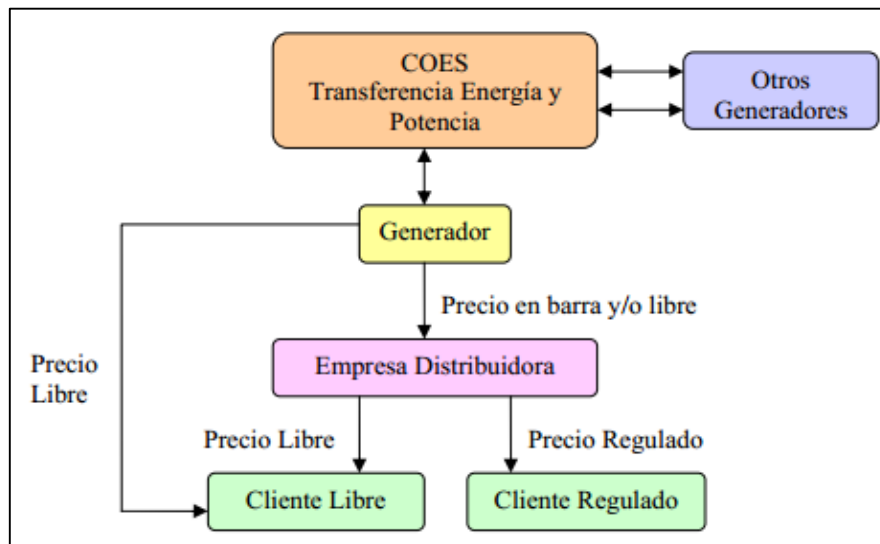 COES
Transferencia Energía y
Potencia
Otros
Generadores
Generador
Precio en barra y/o libre
Precio
Libre
Empresa Distribuidora
Precio Libre
Precio Regulado
Cliente Libre
Cliente Regulado